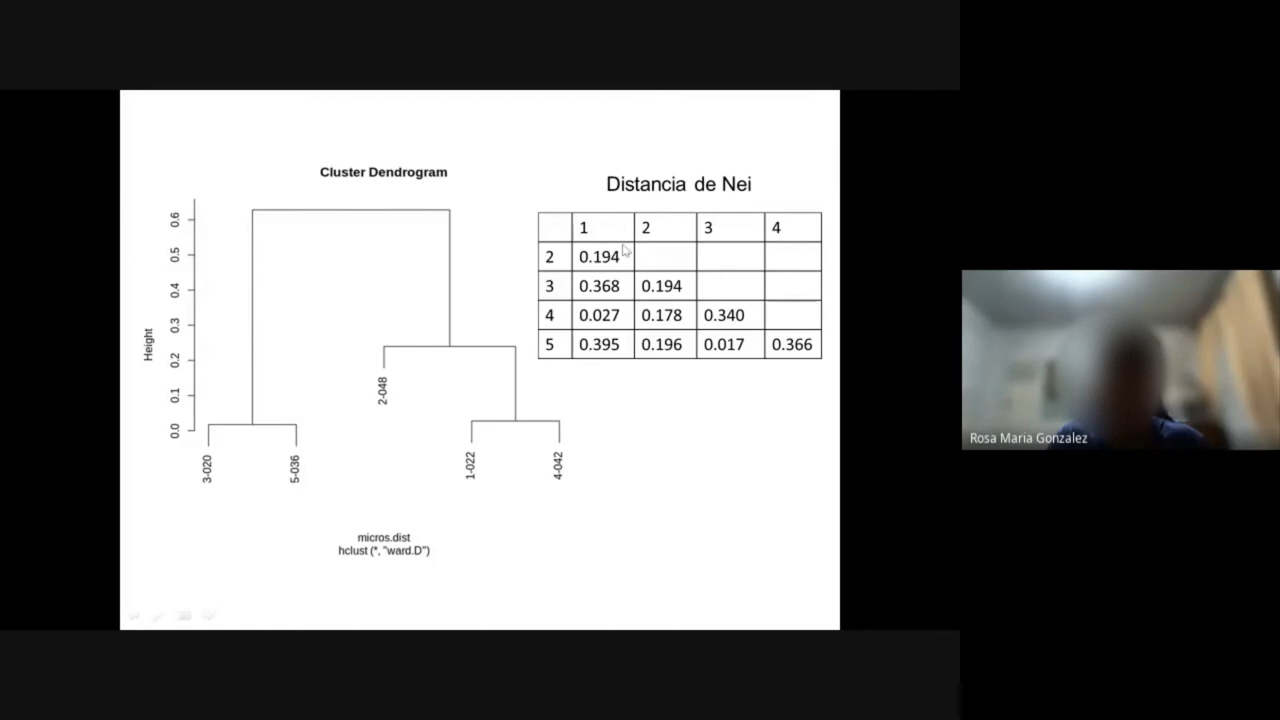 Cluster Dendrogram
Height
0.0 0.1 0.2 0.3 0.4 0.5 0.6
2-048
3-020
5-036
1-022
4-042
micros.dist
hclust (*, "ward.D")
Distancia de Nei
1 2 3 4
2 0.194
3 0.368 0.194
4 0.027 0.178 0.340
5 0.395 0.196 0.017 0.366
Rosa Maria Gonzalez